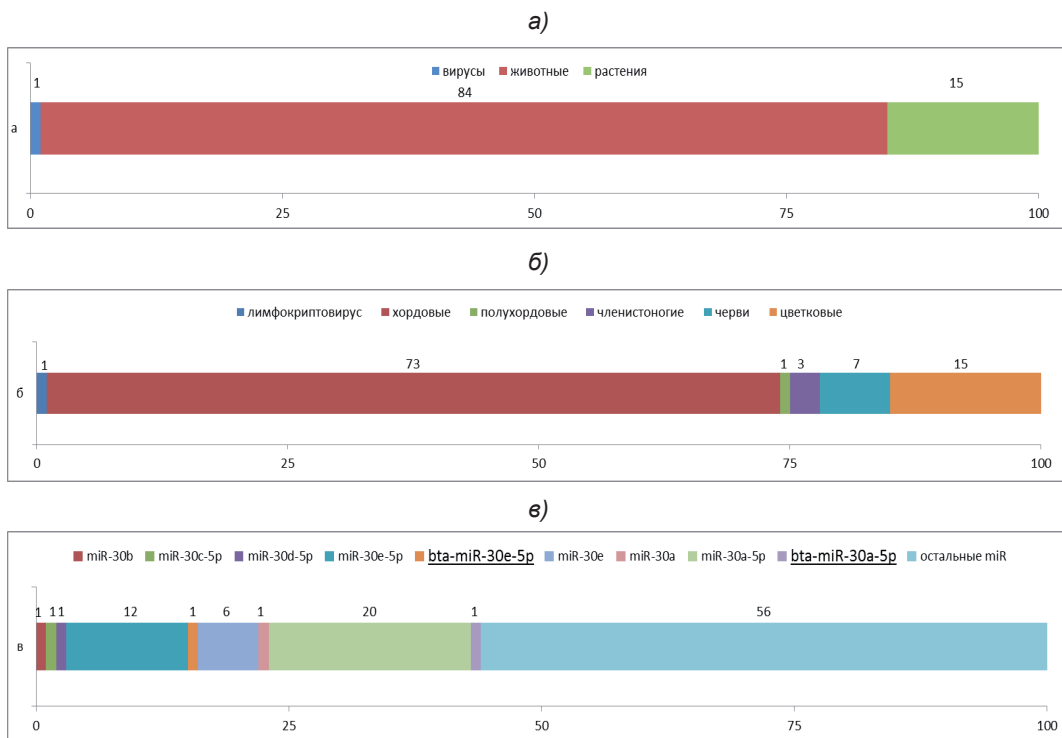 а)
вирусы животные растения
1 84 15
а
0 25 50 75 100
б)
лимфокриптовирус хордовые полухордовые членистоногие черви цветковые
1 73 1 3 7 15
б
0 25 50 75 100
в)
miR-30b miR-30c-5p miR-30d-5p miR-30e-5p bta-miR-30e-5p miR-30e miR-30a miR-30a-5p bta-miR-30a-5p остальные miR
1 1 1 12 1 6 1 20 1 56
в
0 25 50 75 100